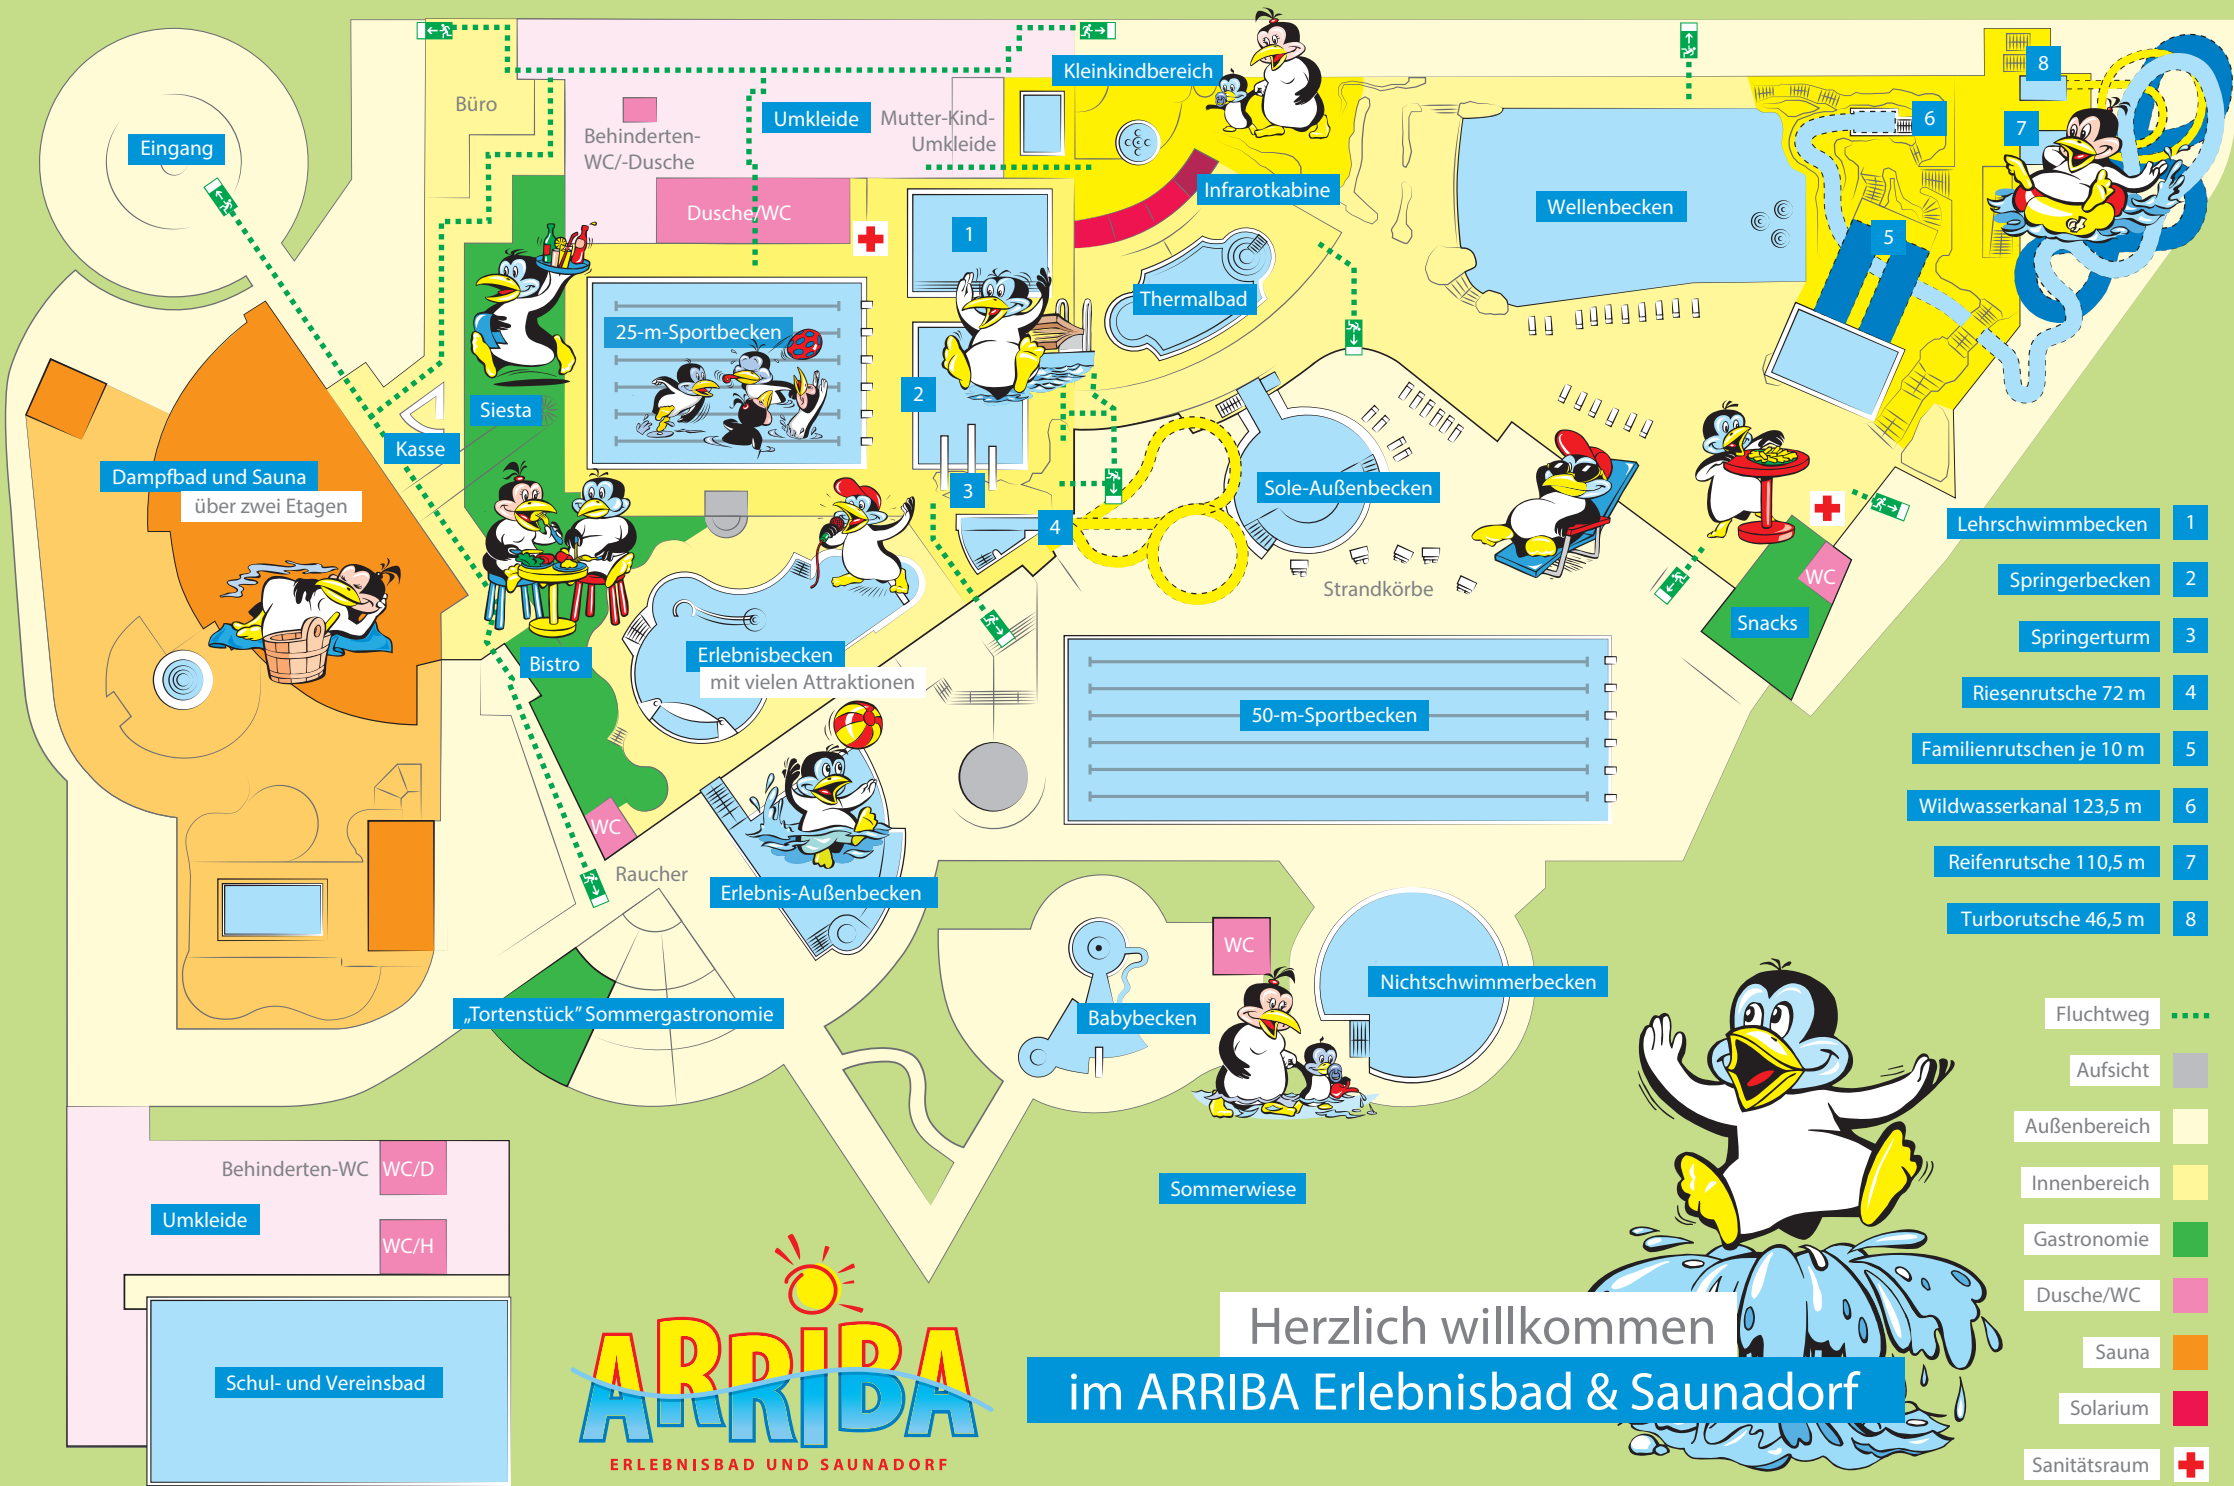 Eingang
Büro
Behinderten-
WC/-Dusche
Umkleide
Mutter-Kind-
Umkleide
Dusche/WC
Kleinkindbereich
Infrarotkabine
Thermalbad
Wellenbecken
8
7
6
5
1
2
3
4
25-m-Sportbecken
Siesta
Kasse
Dampfbad und Sauna
über zwei Etagen
Sole-Außenbecken
Strandkörbe
WC
Snacks
Bistro
Erlebnisbecken
mit vielen Attraktionen
50-m-Sportbecken
WC
Raucher
Erlebnis-Außenbecken
„Tortenstück" Sommergastronomie
WC
Babybecken
Nichtschwimmerbecken
Sommerwiese
Behinderten-WC
WC/D
Umkleide
WC/H
Schul- und Vereinsbad
Lehrschwimmbecken 1
Springerbecken 2
Springerturm 3
Riesenrutsche 72 m 4
Familienrutschen je 10 m 5
Wildwasserkanal 123,5 m 6
Reifenrutsche 110,5 m 7
Turborutsche 46,5 m 8
Fluchtweg
Aufsicht
Außenbereich
Innenbereich
Gastronomie
Dusche/WC
Sauna
Solarium
Sanitätsraum
ARRIBA
ERLEBNISBAD UND SAUNADORF
Herzlich willkommen
im ARRIBA Erlebnisbad & Saunadorf